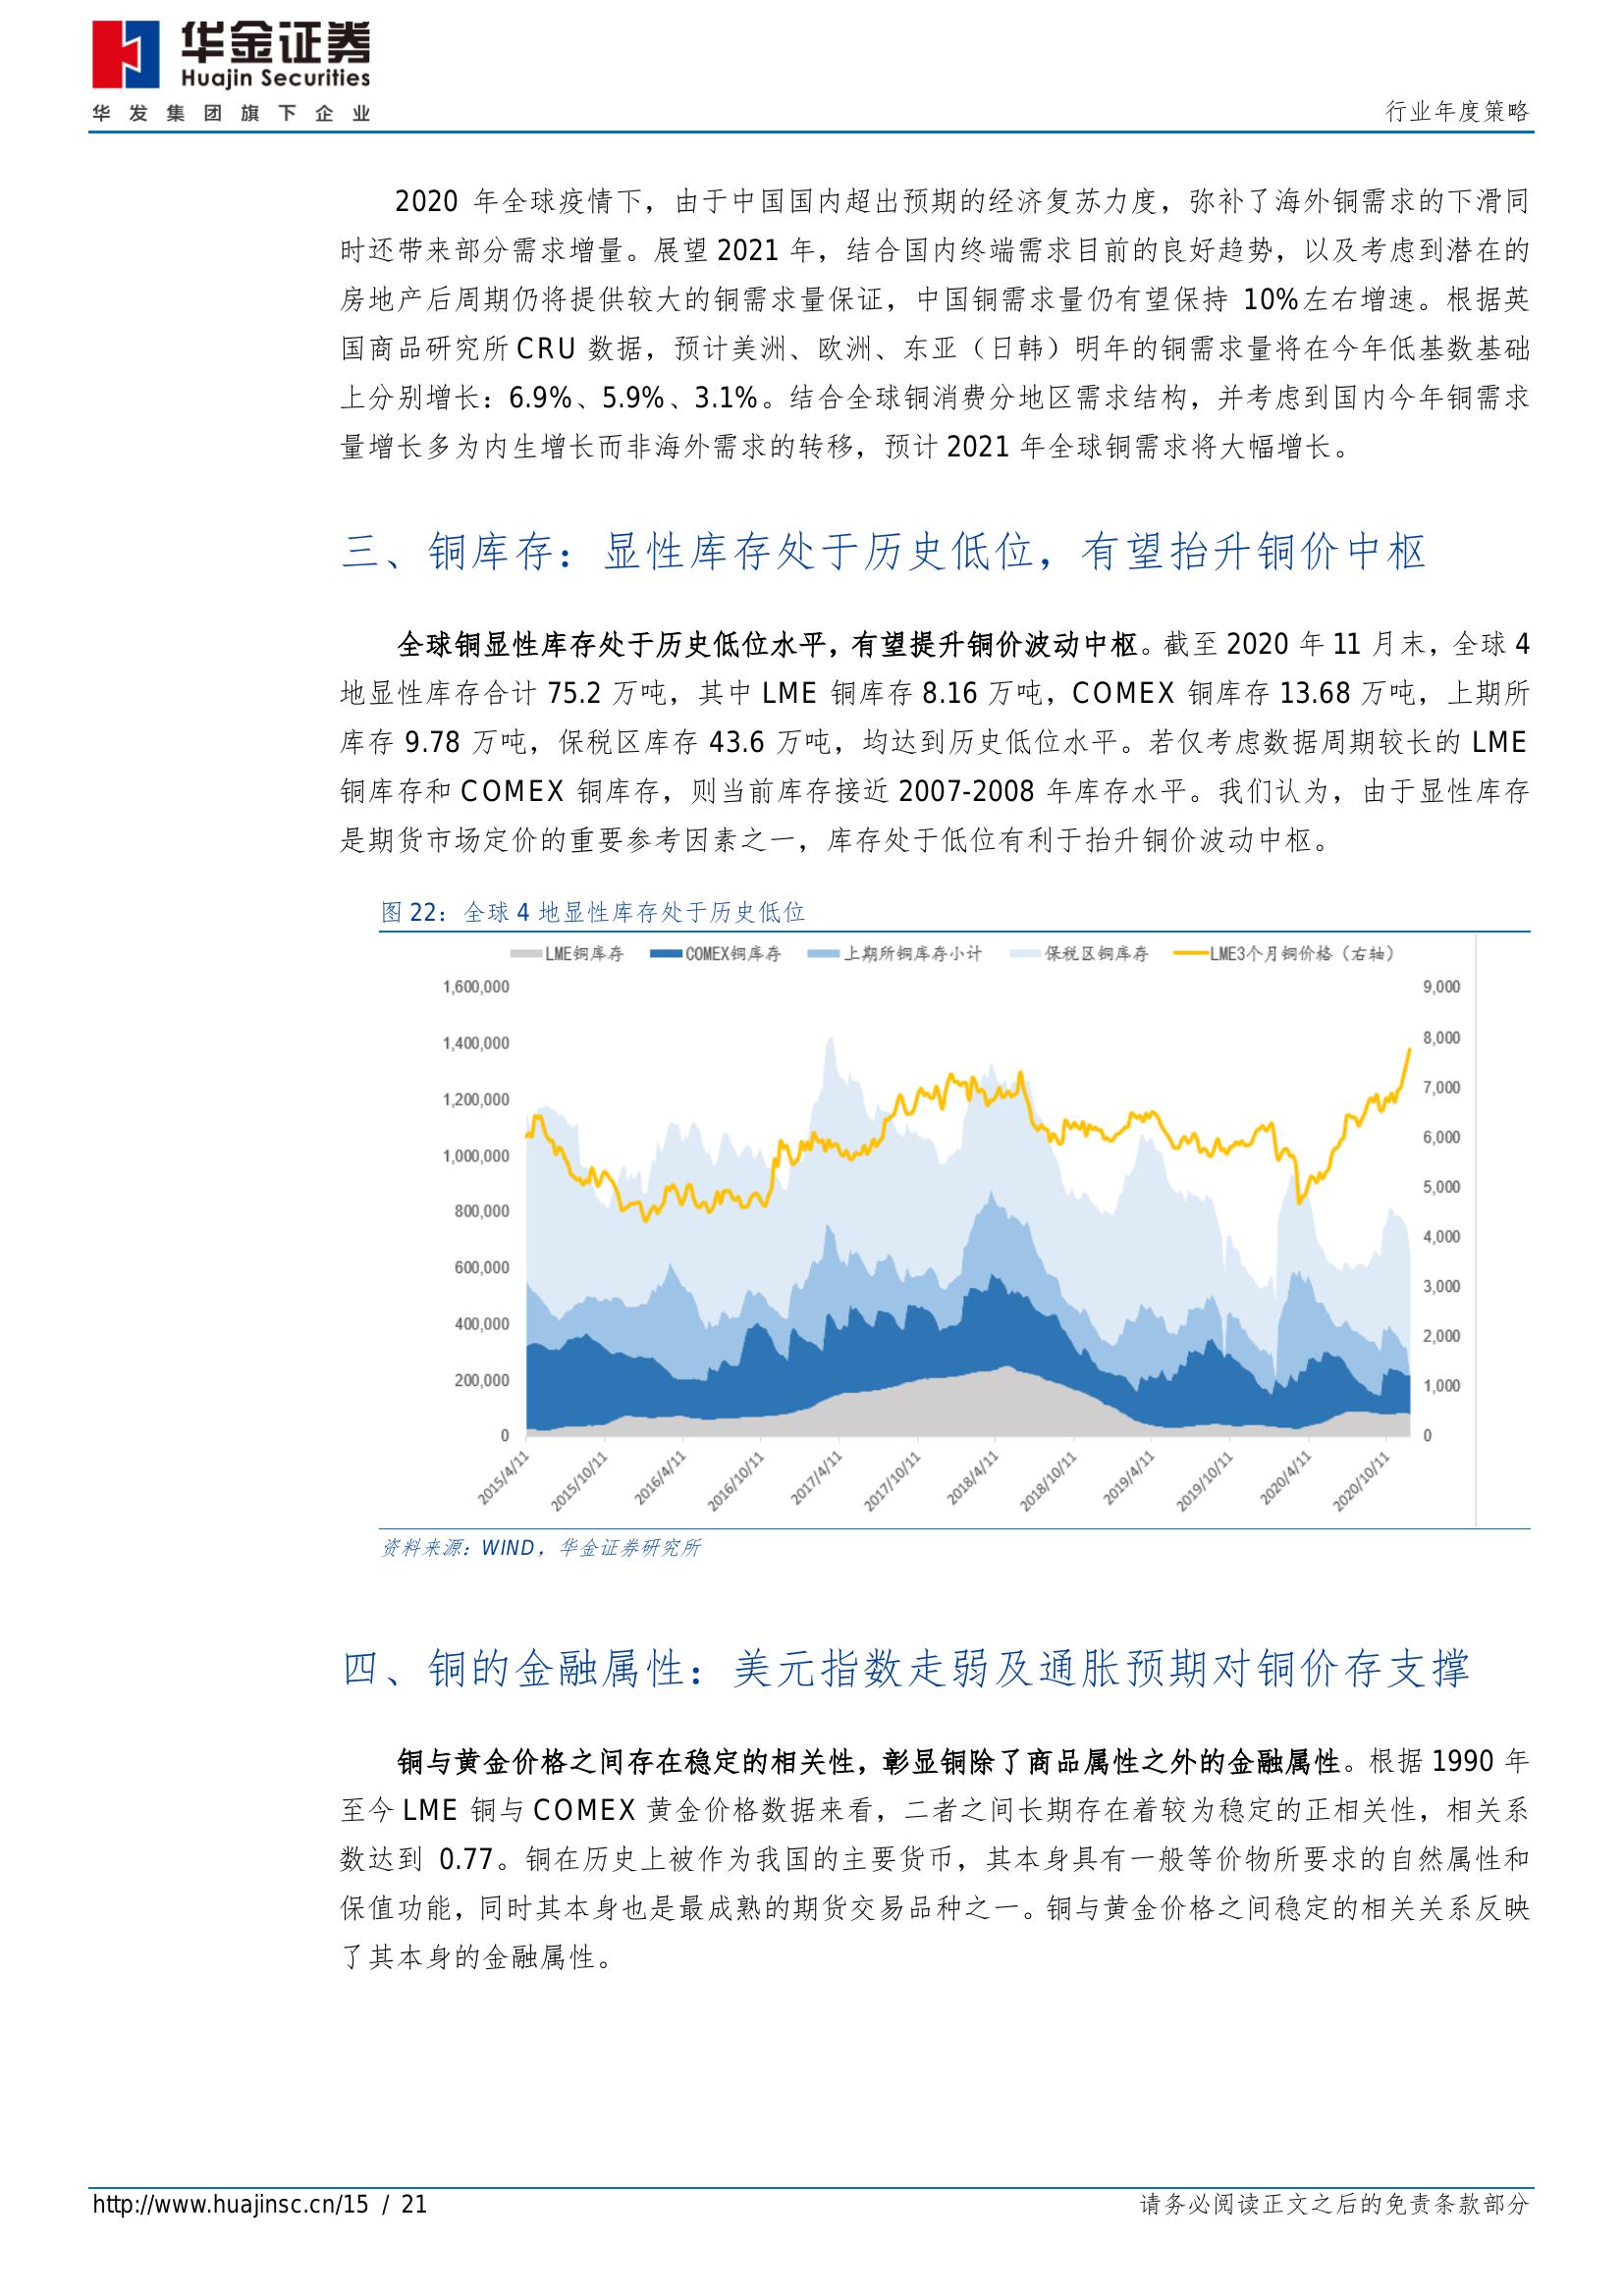 华金证券
Huajin Securities
华发集团旗下企业
行业年度策略
2020 年全球疫情下，由于中国国内超出预期的经济复苏力度，弥补了海外铜需求的下滑同
时还带来部分需求增量。展望 2021 年，结合国内终端需求目前的良好趋势，以及考虑到潜在的
房地产后周期仍将提供较大的铜需求量保证，中国铜需求量仍有望保持 10%左右增速。根据英
国商品研究所 CRU 数据，预计美洲、欧洲、东亚（日韩）明年的铜需求量将在今年低基数基础
上分别增长：6.9%、5.9%、3.1%。结合全球铜消费分地区需求结构，并考虑到国内今年铜需求
量增长多为内生增长而非海外需求的转移，预计 2021 年全球铜需求将大幅增长。
三、铜库存：显性库存处于历史低位，有望抬升铜价中枢
全球铜显性库存处于历史低位水平，有望提升铜价波动中枢。截至 2020 年 11 月末，全球 4
地显性库存合计 75.2 万吨，其中 LME 铜库存 8.16 万吨，COMEX 铜库存 13.68 万吨，上期所
库存 9.78 万吨，保税区库存 43.6 万吨，均达到历史低位水平。若仅考虑数据周期较长的 LME
铜库存和 COMEX 铜库存，则当前库存接近 2007-2008 年库存水平。我们认为，由于显性库存
是期货市场定价的重要参考因素之一，库存处于低位有利于抬升铜价波动中枢。
图 22：全球 4 地显性库存处于历史低位
LME铜库存 COMEX铜库存 上期所铜库存小计 保税区铜库存 LME3个月铜价格（右轴）
1,600,000
1,400,000
1,200,000
1,000,000
800,000
600,000
400,000
200,000
0
9,000
8,000
7,000
6,000
5,000
4,000
3,000
2,000
1,000
0
2015/4/11
2015/10/11
2016/4/11
2016/10/11
2017/4/11
2017/10/11
2018/4/11
2018/10/11
2019/4/11
2019/10/11
2020/4/11
2020/10/11
资料来源：WIND，华金证券研究所
四、铜的金融属性：美元指数走弱及通胀预期对铜价存支撑
铜与黄金价格之间存在稳定的相关性，彰显铜除了商品属性之外的金融属性。根据 1990 年
至今 LME 铜与 COMEX 黄金价格数据来看，二者之间长期存在着较为稳定的正相关性，相关系
数达到 0.77。铜在历史上被作为我国的主要货币，其本身具有一般等价物所要求的自然属性和
保值功能，同时其本身也是最成熟的期货交易品种之一。铜与黄金价格之间稳定的相关关系反映
了其本身的金融属性。
http://www.huajinsc.cn/15 / 21
请务必阅读正文之后的免责条款部分